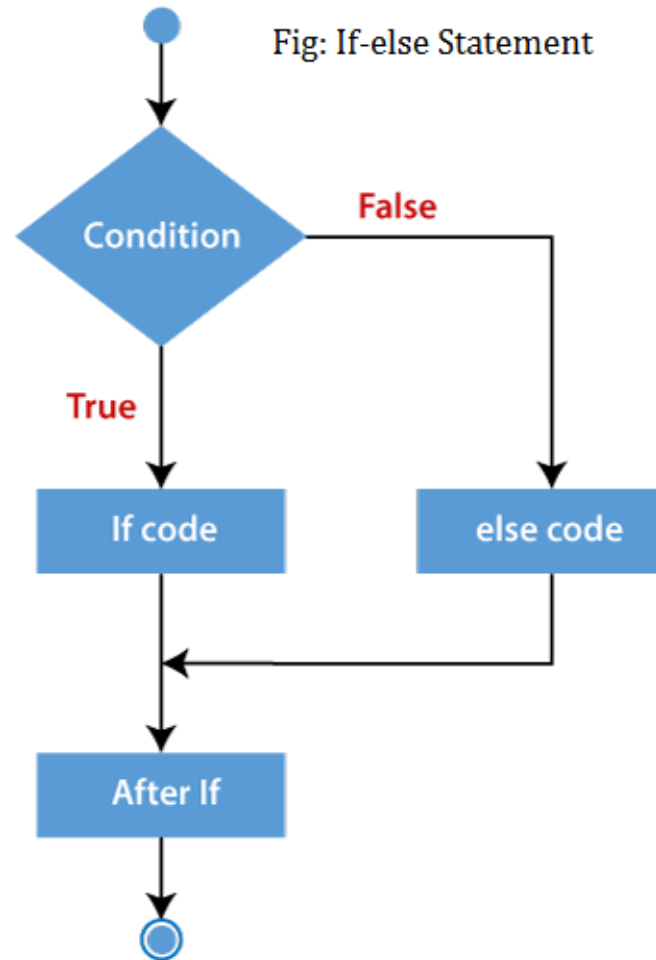 Fig: If-else Statement
Condition
False
True
If code
else code
After If